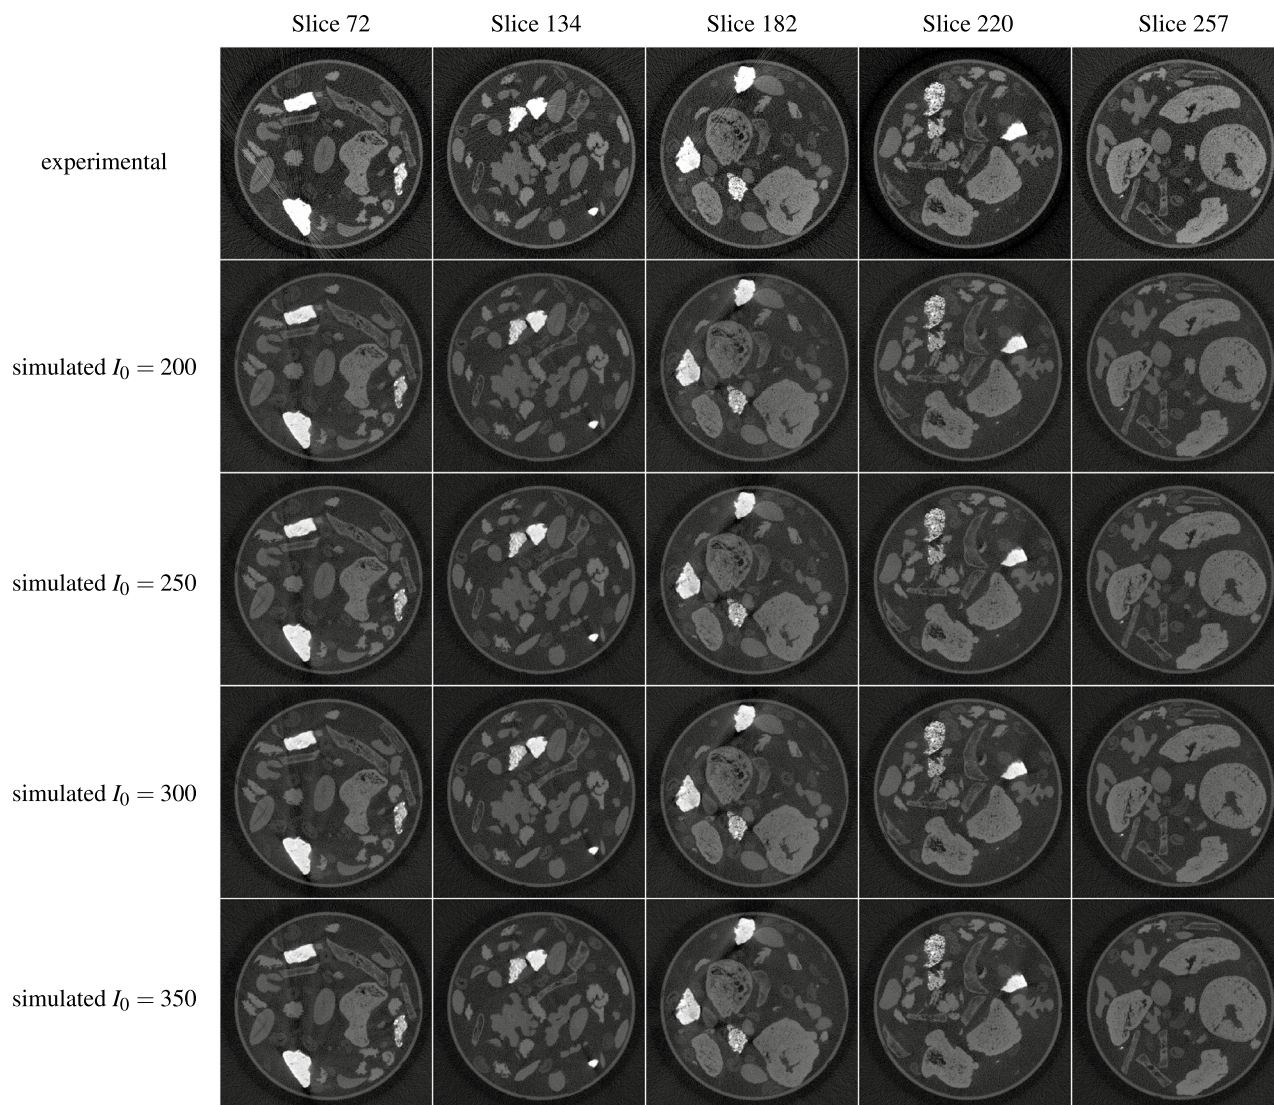 Slice 72 Slice 134 Slice 182 Slice 220 Slice 257
experimental
simulated I₀ = 200
simulated I₀ = 250
simulated I₀ = 300
simulated I₀ = 350